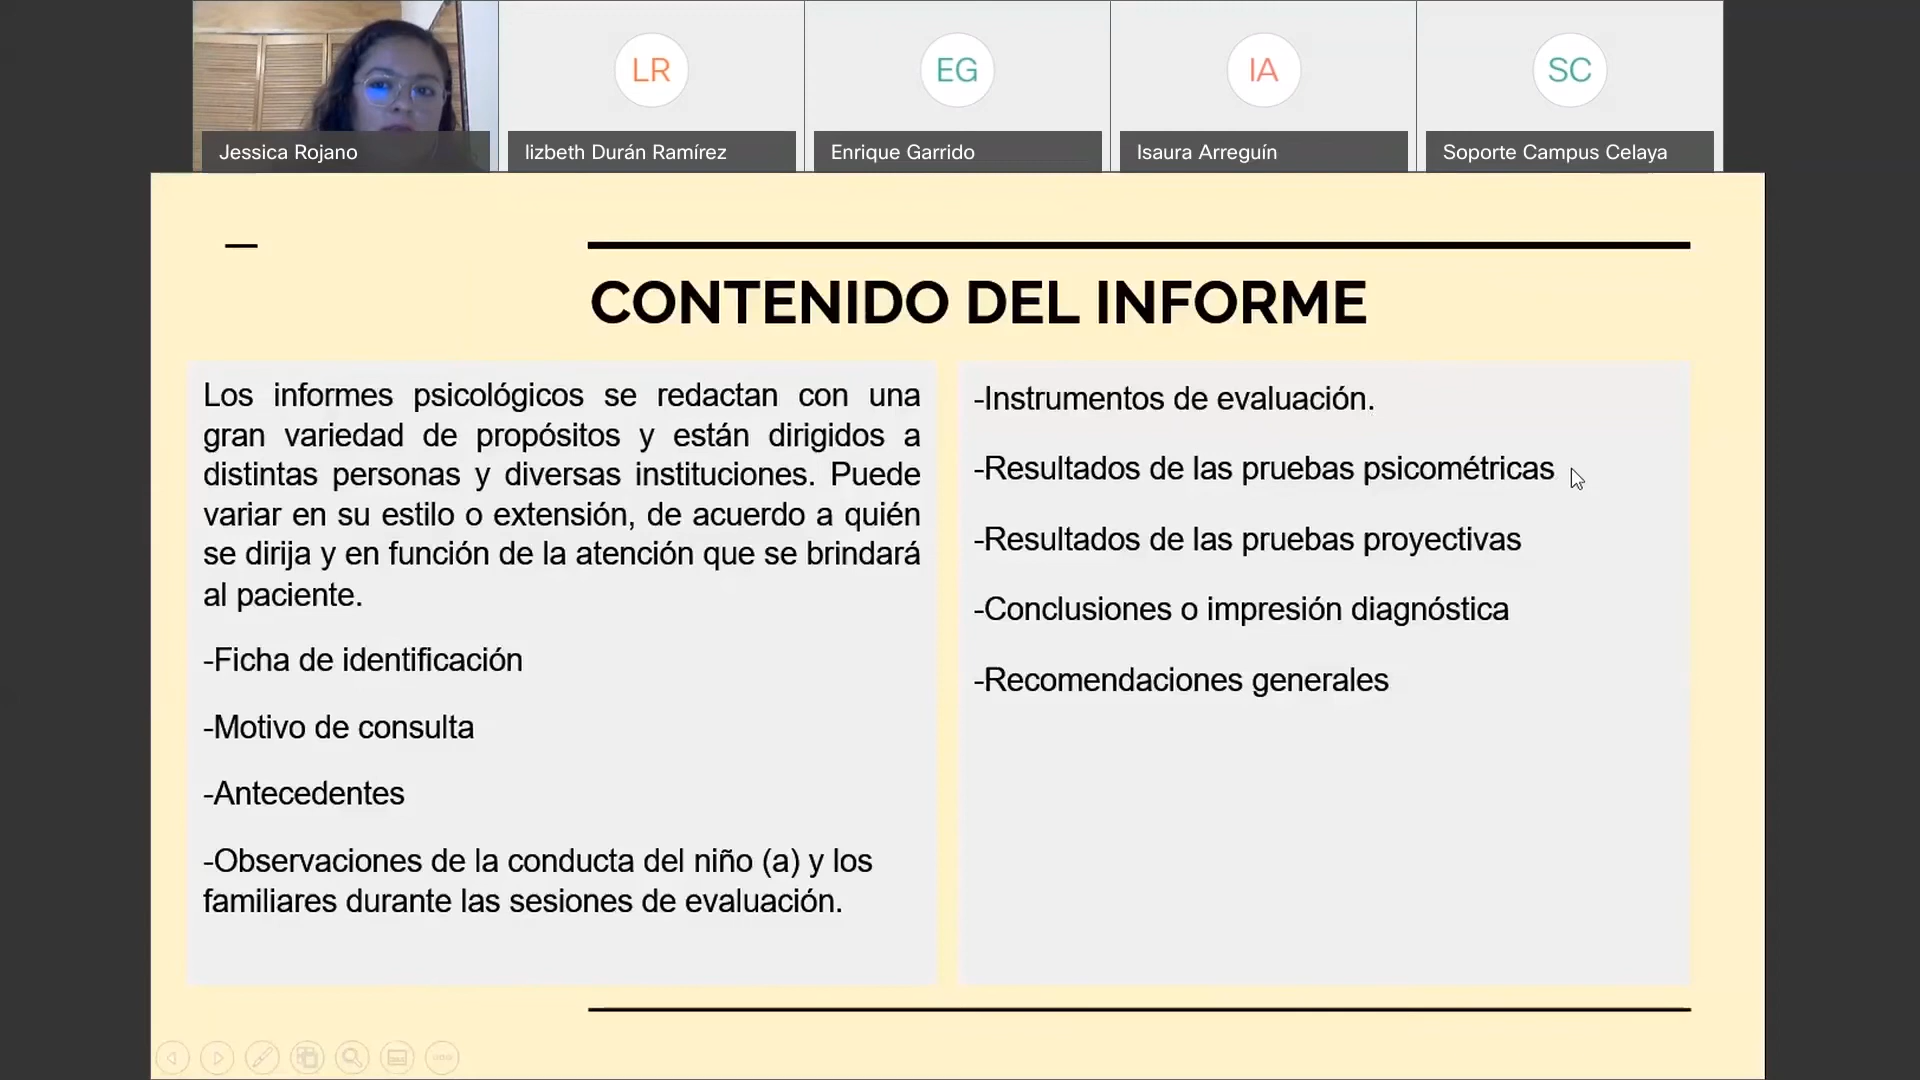 LR
EG
IA
SC
Jessica Rojano
lizbeth Durán Ramírez
Enrique Garrido
Isaura Arreguín
Soporte Campus Celaya
CONTENIDO DEL INFORME
Los informes psicológicos se redactan con una
gran variedad de propósitos y están dirigidos a
distintas personas y diversas instituciones. Puede
variar en su estilo o extensión, de acuerdo a quién
se dirija y en función de la atención que se brindará
al paciente.
-Ficha de identificación
-Motivo de consulta
-Antecedentes
-Observaciones de la conducta del niño (a) y los
familiares durante las sesiones de evaluación.
-Instrumentos de evaluación.
-Resultados de las pruebas psicométricas
-Resultados de las pruebas proyectivas
-Conclusiones o impresión diagnóstica
-Recomendaciones generales